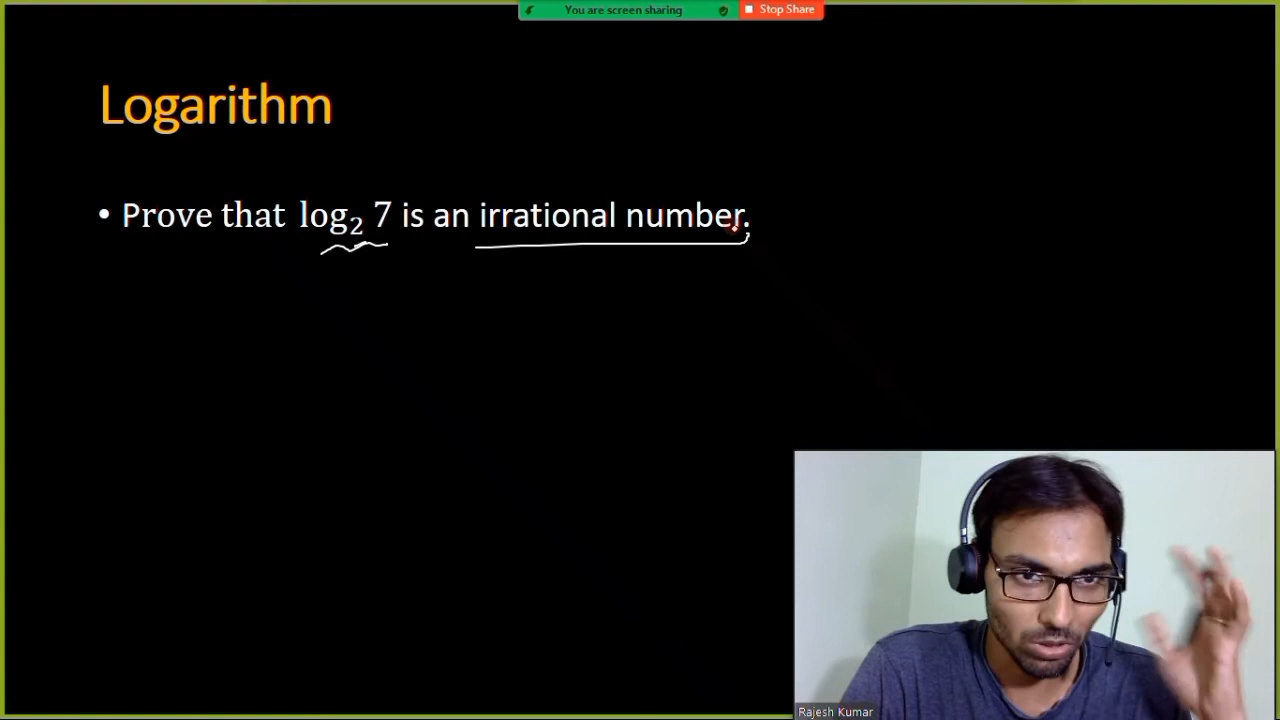 You are screen sharing Stop Share
Logarithm
• Prove that log₂ 7 is an irrational number.
Rajesh Kumar